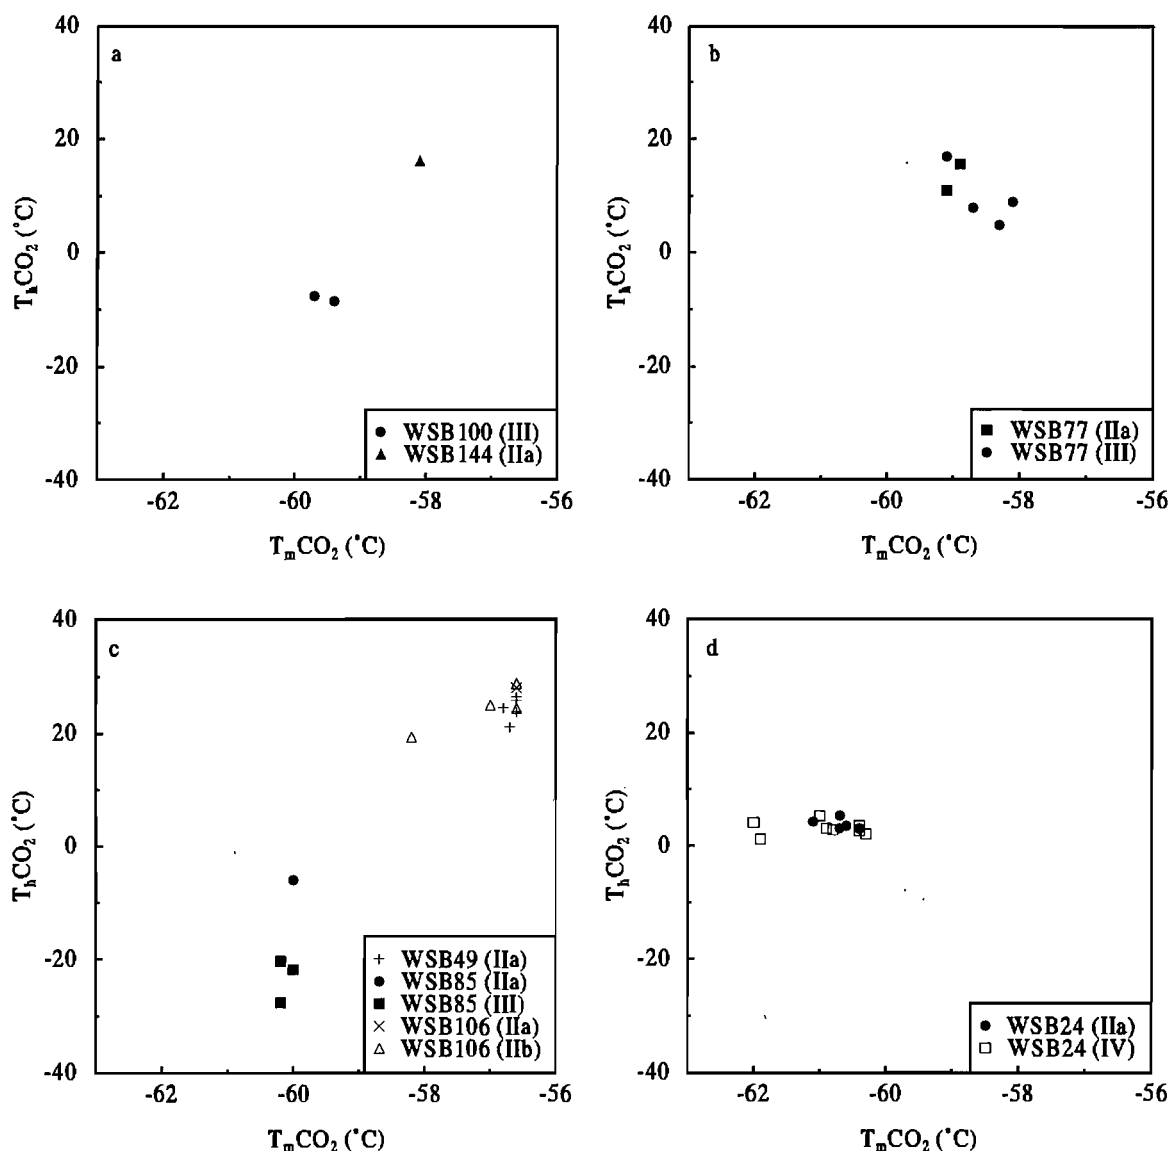 a
40
20
0
-20
-40
-62
-60
-58
-56
ThCO2 (°C)
TmCO2 (°C)
WSB100 (III)
WSB144 (IIa)
b
40
20
0
-20
-40
-62
-60
-58
-56
ThCO2 (°C)
TmCO2 (°C)
WSB77 (IIa)
WSB77 (III)
c
40
20
0
-20
-40
-62
-60
-58
-56
ThCO2 (°C)
TmCO2 (°C)
WSB49 (IIa)
WSB85 (IIa)
WSB85 (III)
WSB106 (IIa)
WSB106 (IIb)
d
40
20
0
-20
-40
-62
-60
-58
-56
ThCO2 (°C)
TmCO2 (°C)
WSB24 (IIa)
WSB24 (IV)